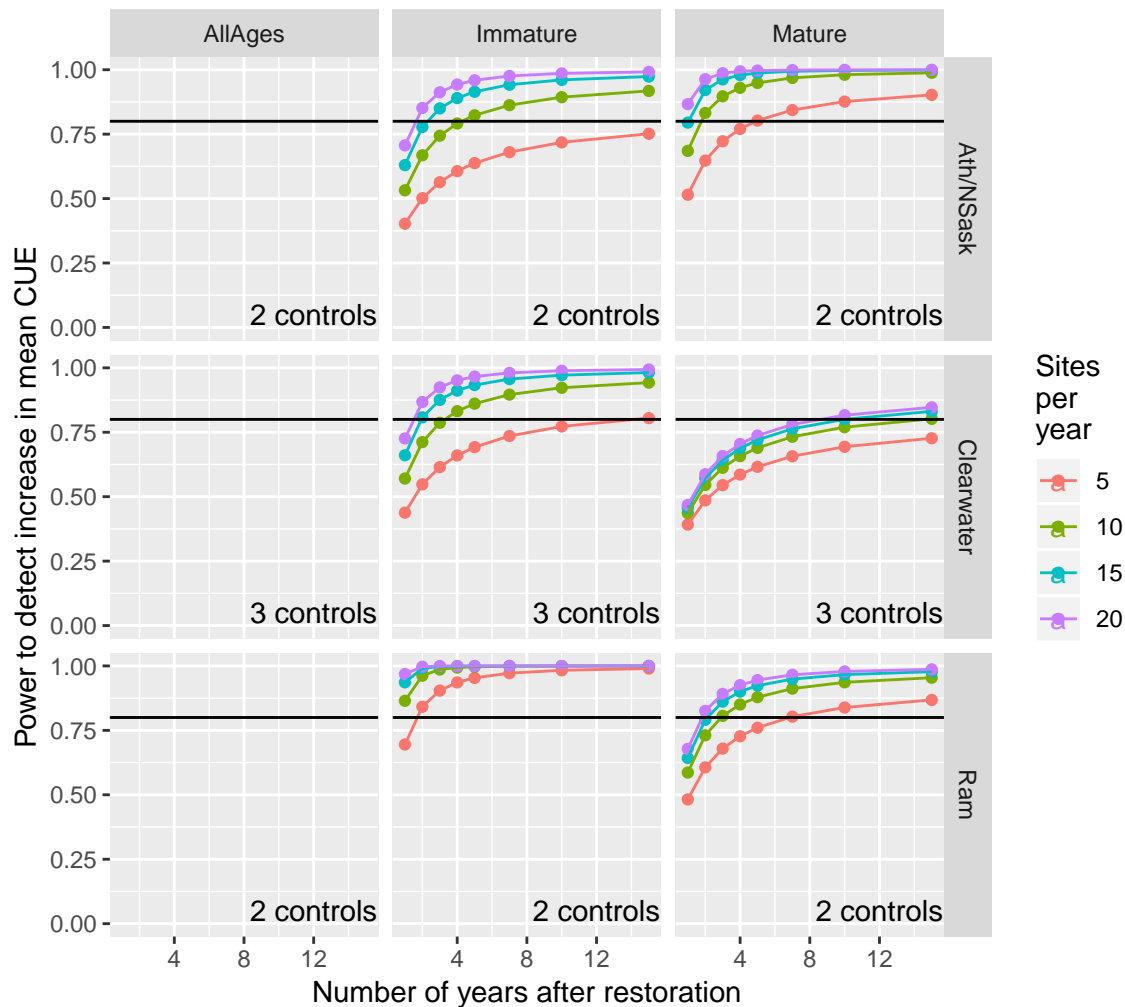 AllAges Immature Mature
Power to detect increase in mean CUE
1.00
0.75
0.50
0.25
0.00
2 controls 2 controls 2 controls
Ath/NSask
1.00
0.75
0.50
0.25
0.00
3 controls 3 controls 3 controls
Clearwater
1.00
0.75
0.50
0.25
0.00
2 controls 2 controls 2 controls
Ram
4 8 12 4 8 12 4 8 12
Number of years after restoration
Sites
per
year
a 5
a 10
a 15
a 20